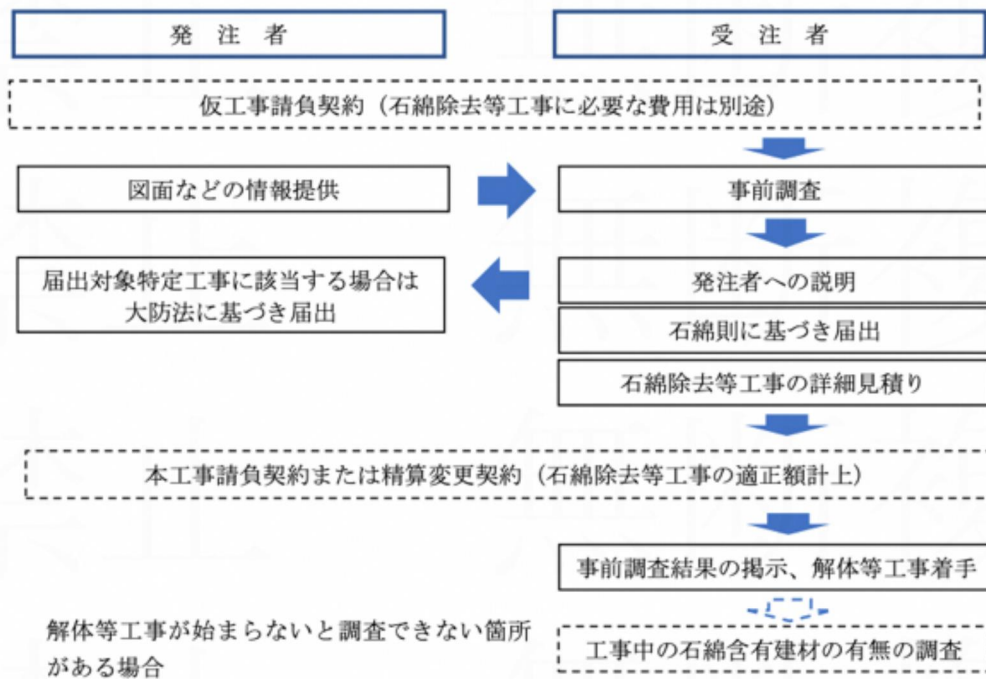 発 注 者
受 注 者
仮工事請負契約（石綿除去等工事に必要な費用は別途）
図面などの情報提供
事前調査
届出対象特定工事に該当する場合は
大防法に基づき届出
発注者への説明
石綿則に基づき届出
石綿除去等工事の詳細見積り
本工事請負契約または精算変更契約（石綿除去等工事の適正額計上）
事前調査結果の掲示、解体等工事着手
解体等工事が始まらないと調査できない箇所
がある場合
工事中の石綿含有建材の有無の調査